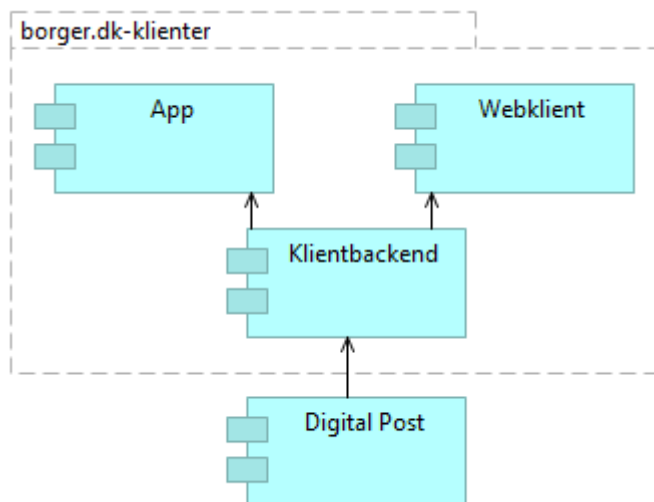 borger.dk-klienter
App
Webklient
Klientbackend
Digital Post